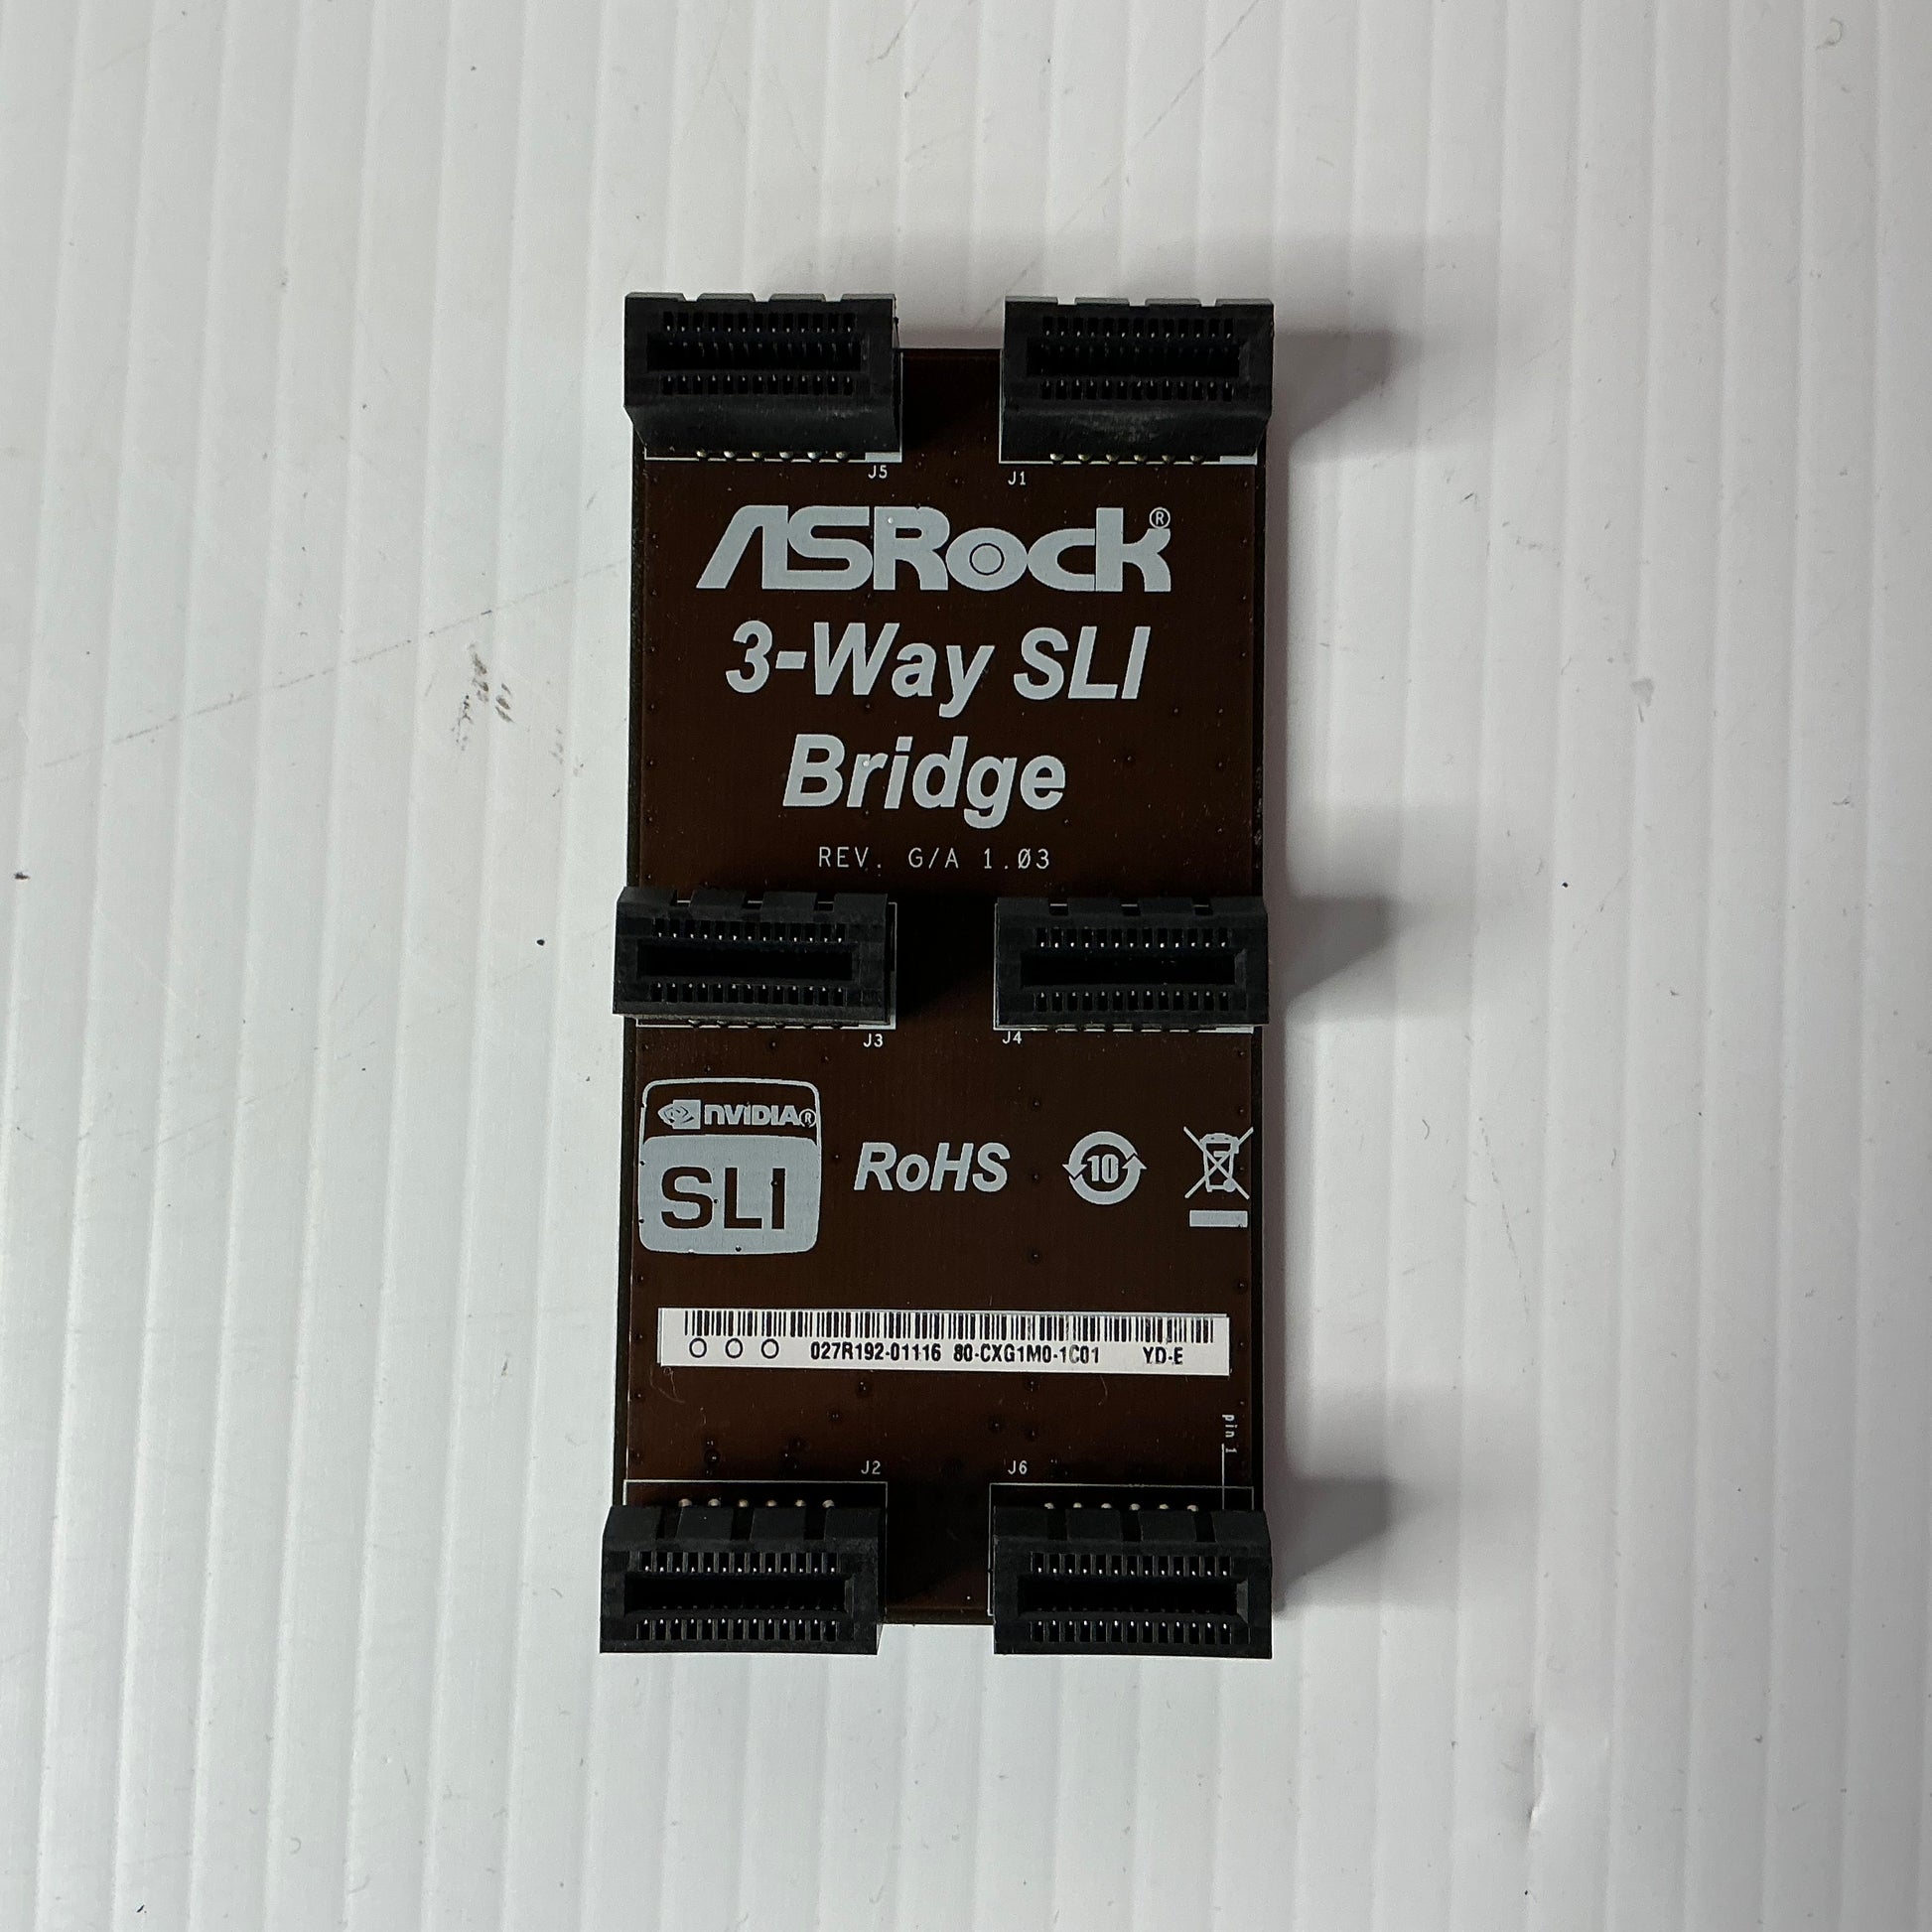 J5 J1
ASRock®
3-Way SLI
Bridge
REV. G/A 1.03
J3 J4
nVIDIA®
SLI
RoHS
10
027R192-01116 80-CXG1M0-1C01 YD-E
pin 1
J2 J6